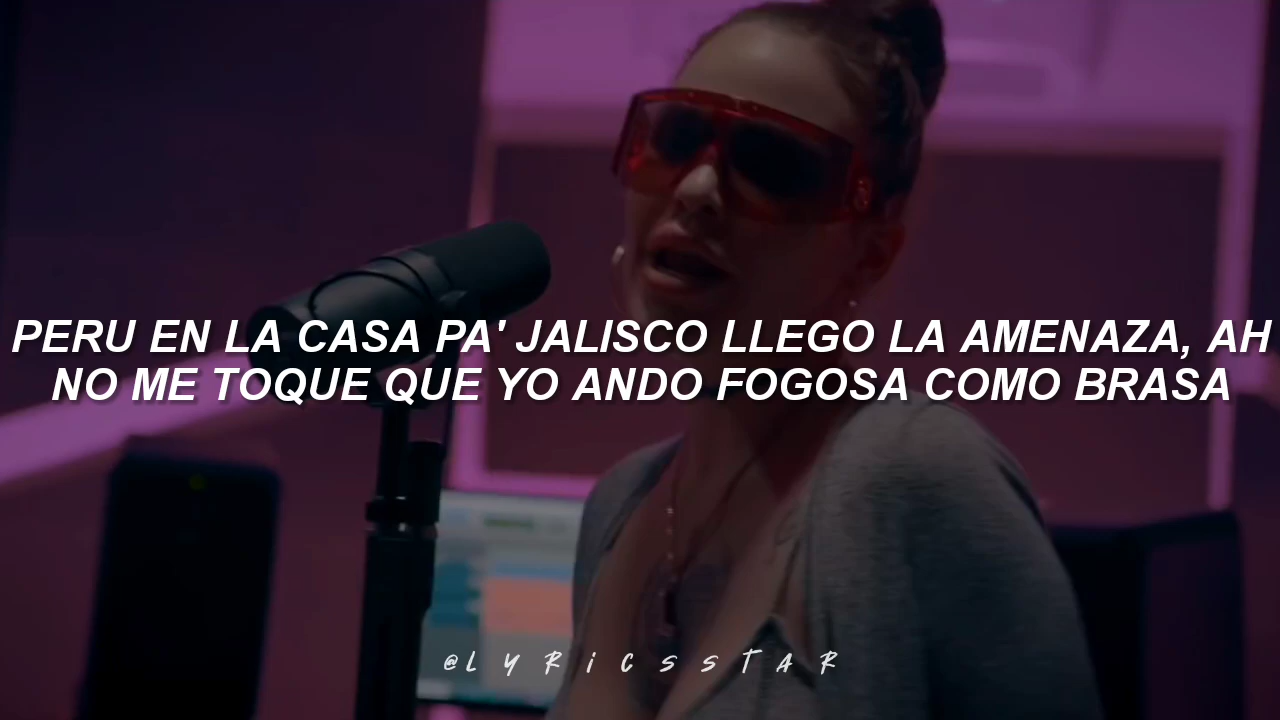 PERU EN LA CASA PA' JALISCO LLEGO LA AMENAZA, AH
NO ME TOQUE QUE YO ANDO FOGOSA COMO BRASA
@LYRiCSSTAR